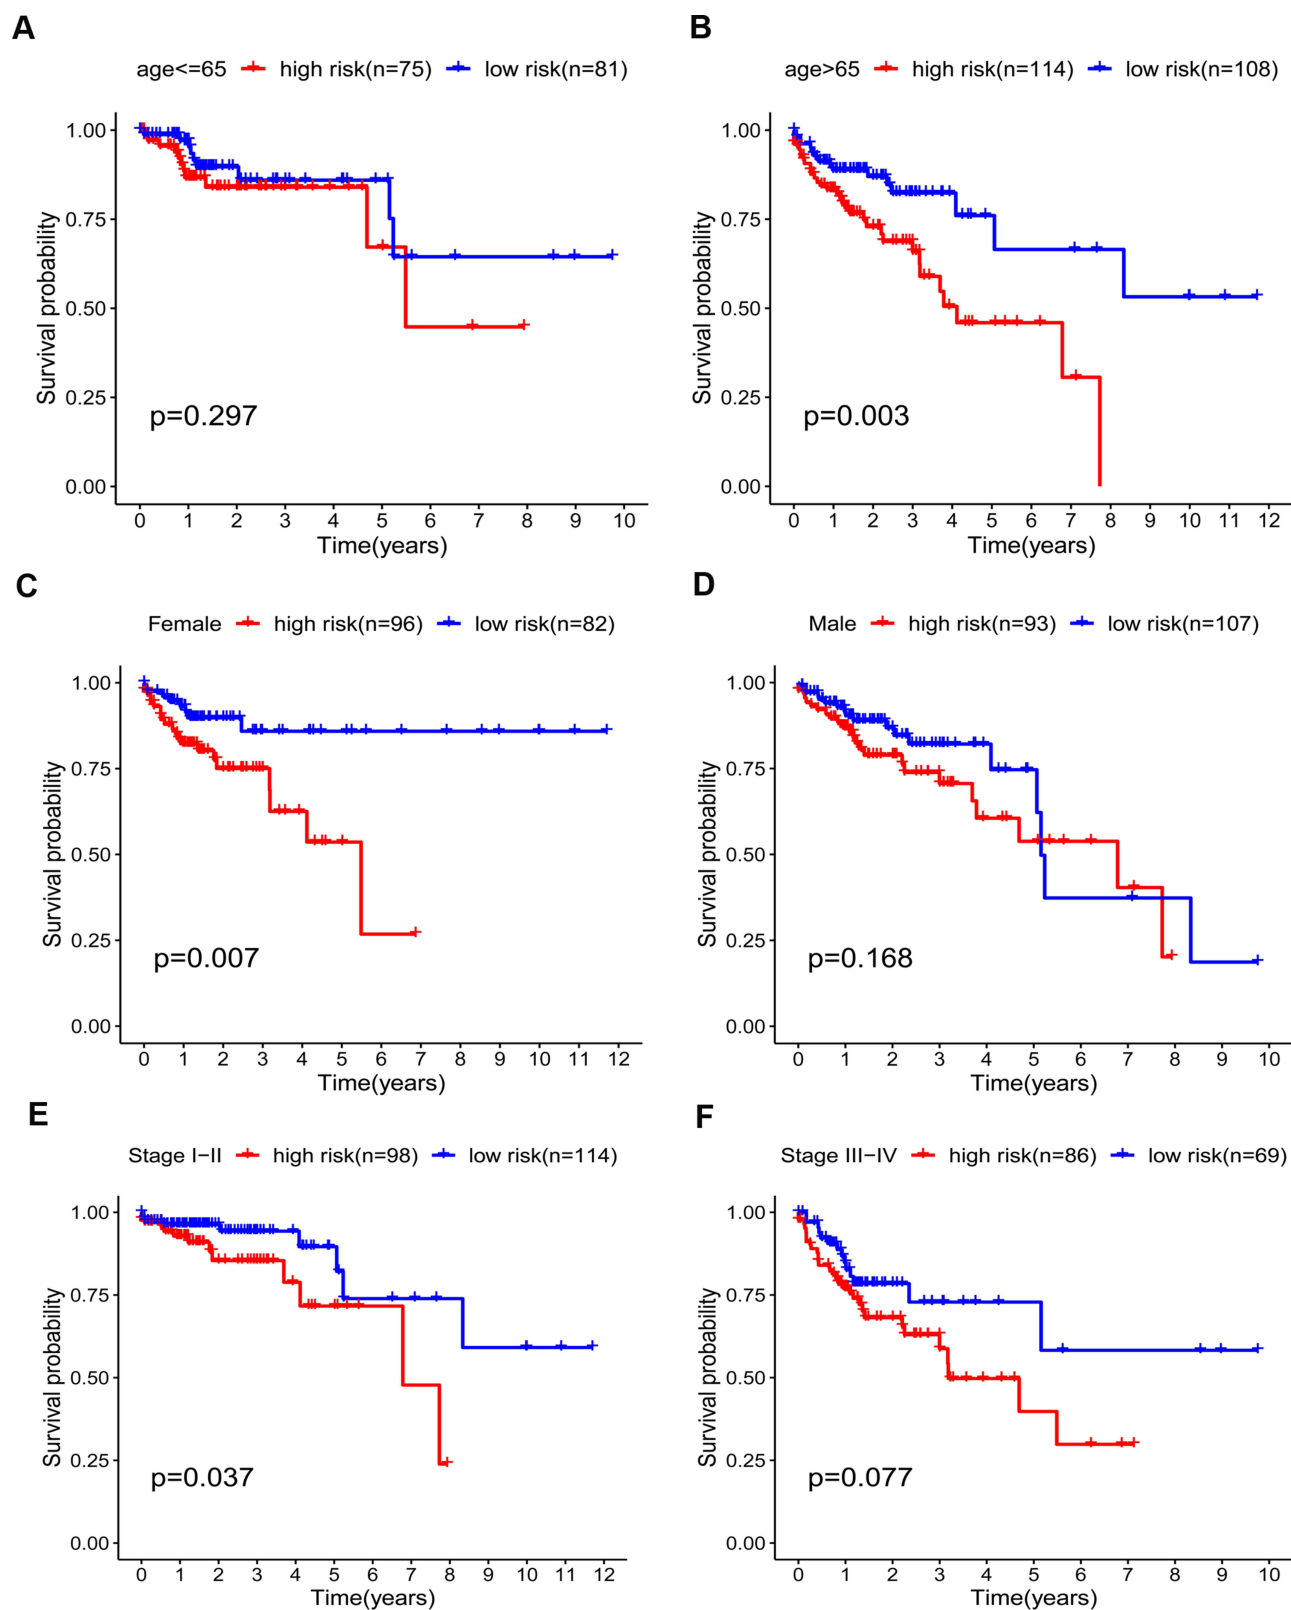 A
age<=65 high risk(n=75) low risk(n=81)
Survival probability
1.00
0.75
0.50
0.25
0.00
p=0.297
0 1 2 3 4 5 6 7 8 9 10
Time(years)
B
age>65 high risk(n=114) low risk(n=108)
Survival probability
1.00
0.75
0.50
0.25
0.00
p=0.003
0 1 2 3 4 5 6 7 8 9 10 11 12
Time(years)
C
Female high risk(n=96) low risk(n=82)
Survival probability
1.00
0.75
0.50
0.25
0.00
p=0.007
0 1 2 3 4 5 6 7 8 9 10 11 12
Time(years)
D
Male high risk(n=93) low risk(n=107)
Survival probability
1.00
0.75
0.50
0.25
0.00
p=0.168
0 1 2 3 4 5 6 7 8 9 10
Time(years)
E
Stage I−II high risk(n=98) low risk(n=114)
Survival probability
1.00
0.75
0.50
0.25
0.00
p=0.037
0 1 2 3 4 5 6 7 8 9 10 11 12
Time(years)
F
Stage III−IV high risk(n=86) low risk(n=69)
Survival probability
1.00
0.75
0.50
0.25
0.00
p=0.077
0 1 2 3 4 5 6 7 8 9 10
Time(years)